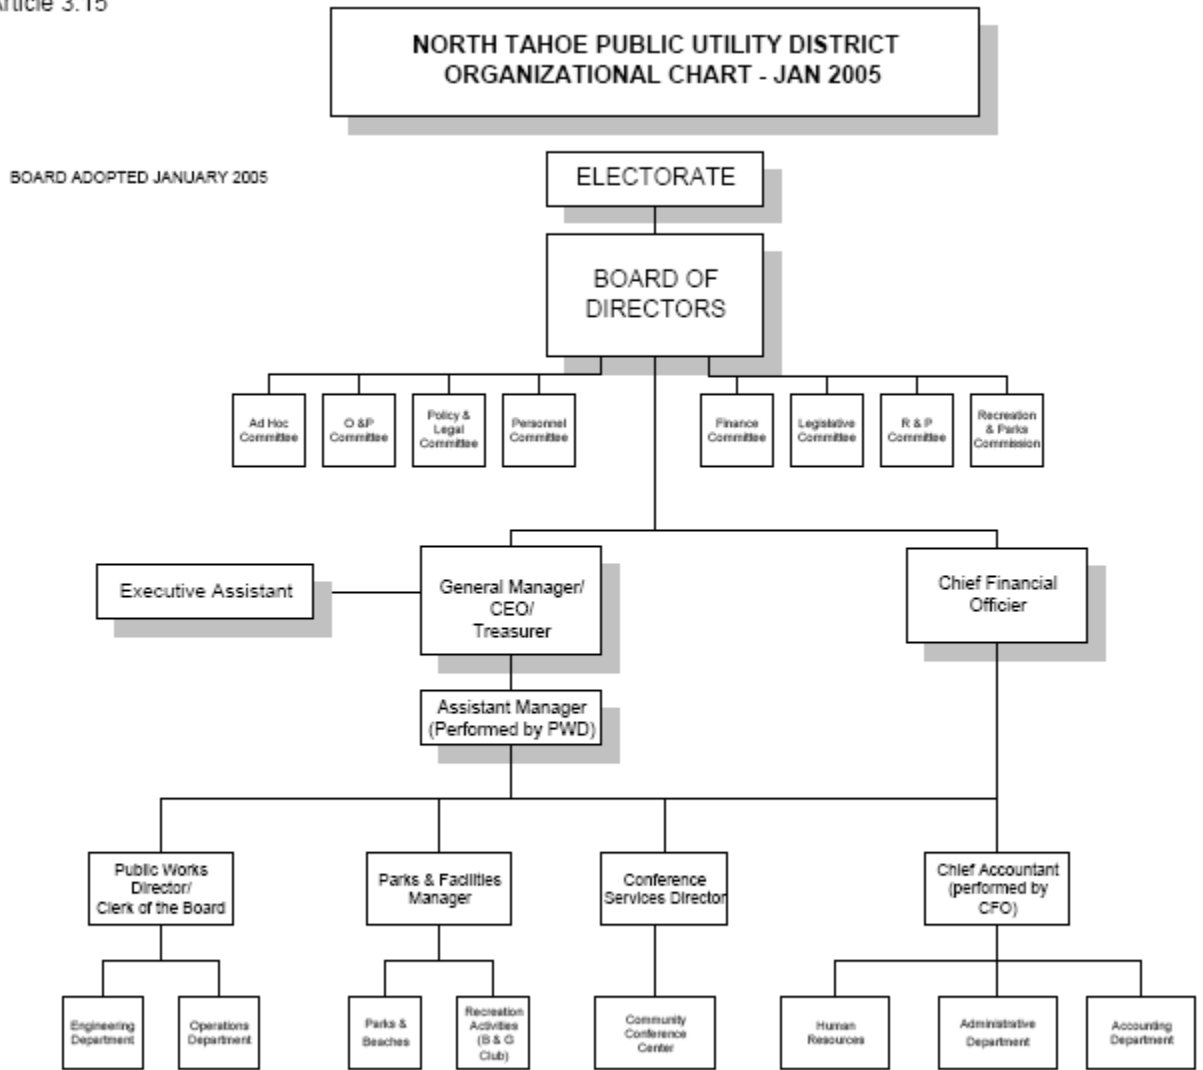 Article 3.15
NORTH TAHOE PUBLIC UTILITY DISTRICT
ORGANIZATIONAL CHART - JAN 2005
BOARD ADOPTED JANUARY 2005
ELECTORATE
BOARD OF
DIRECTORS
Ad Hoc
Committee
O &P
Committee
Policy &
Legal
Committee
Personnel
Committee
Finance
Committee
Legislative
Committee
R & P
Committee
Recreation
& Parks
Commission
Executive Assistant
General Manager/
CEO/
Treasurer
Chief Financial
Officier
Assistant Manager
(Performed by PWD)
Public Works
Director/
Clerk of the Board
Parks & Facilities
Manager
Conference
Services Director
Chief Accountant
(performed by
CFO)
Engineering
Department
Operations
Department
Parks &
Beaches
Recreation
Activities
(B & G
Club)
Community
Conference
Center
Human
Resources
Administrative
Department
Accounting
Department